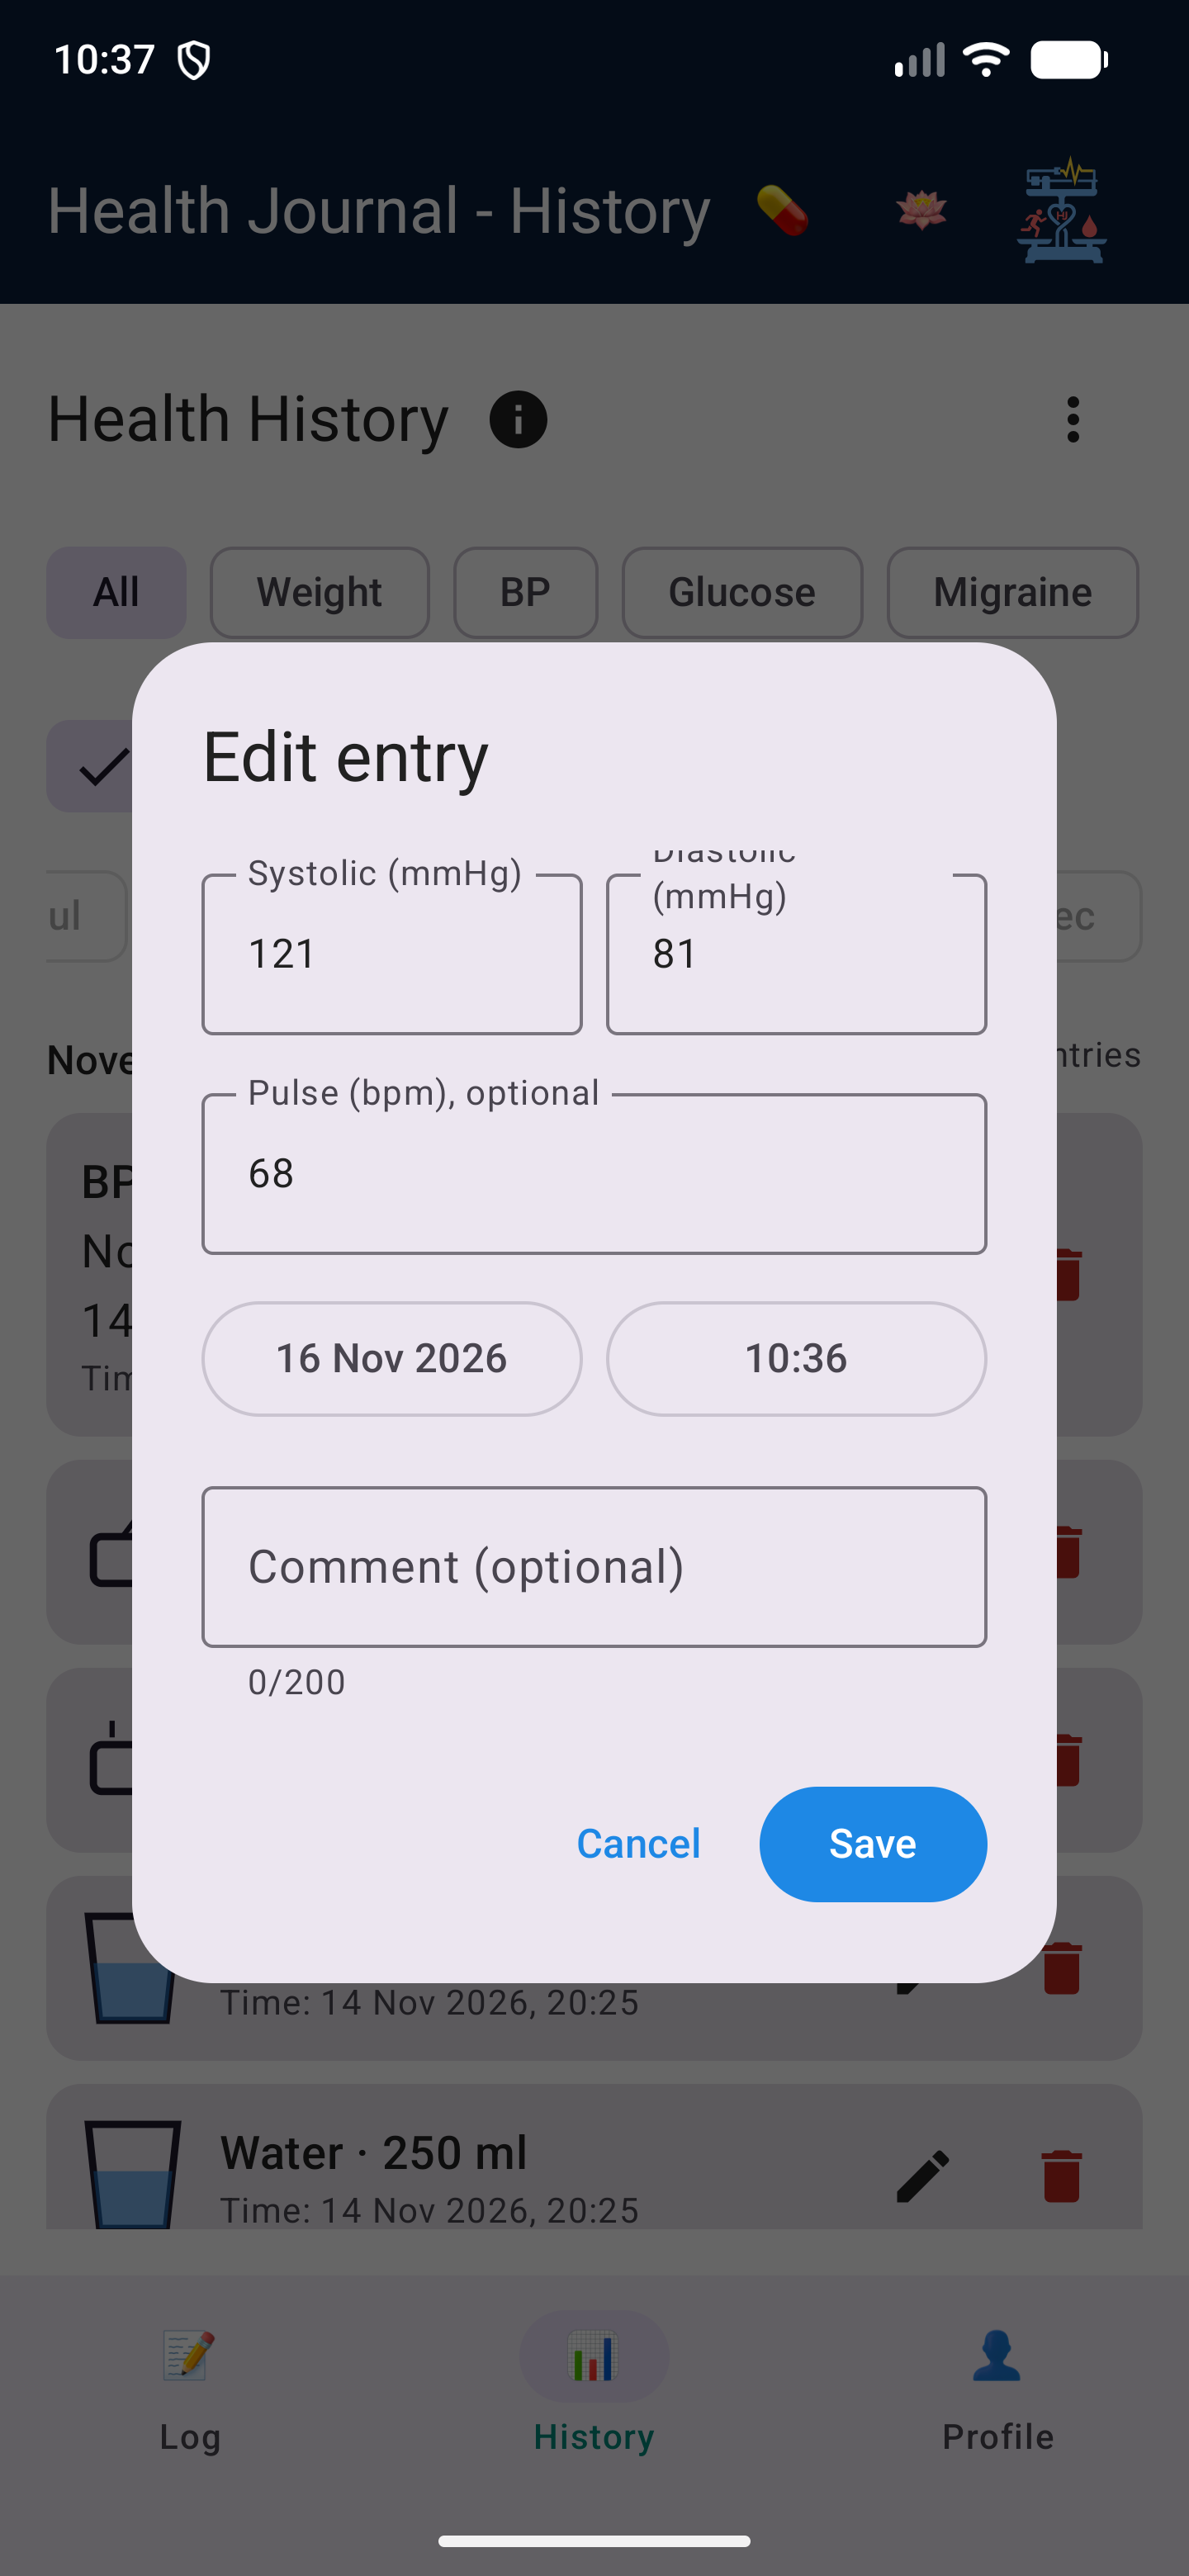 10:37
Health Journal - History
Health History
All Weight BP Glucose Migraine
Edit entry
Systolic (mmHg) Diastolic (mmHg)
121 81
Pulse (bpm), optional
68
16 Nov 2026 10:36
Comment (optional)
0/200
Cancel Save
Time: 14 Nov 2026, 20:25
Water · 250 ml
Time: 14 Nov 2026, 20:25
Log History Profile